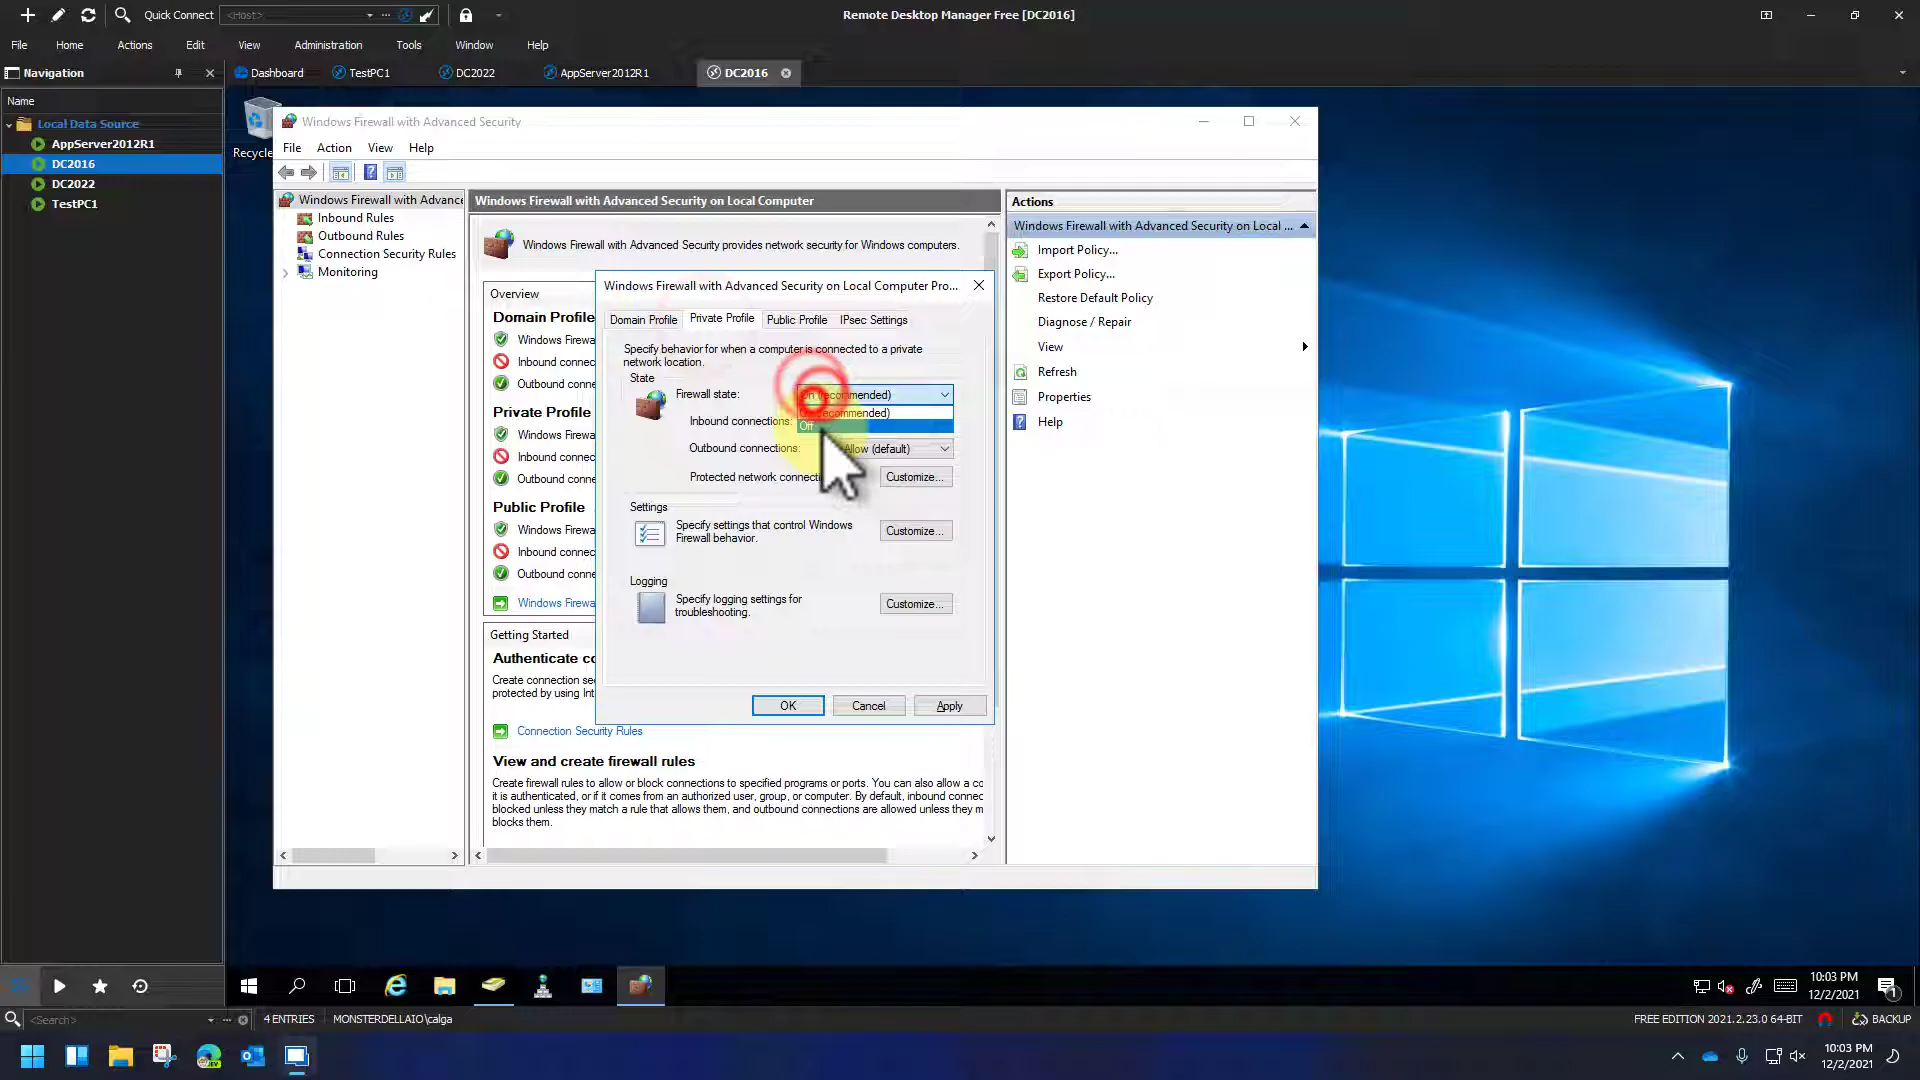 Quick Connect
<Host>
Remote Desktop Manager Free [DC2016]
File
Home
Actions
Edit
View
Administration
Tools
Window
Help
Navigation
Dashboard
TestPC1
DC2022
AppServer2012R1
DC2016
Name
Local Data Source
AppServer2012R1
DC2016
DC2022
TestPC1
Recycle
Windows Firewall with Advanced Security
File
Action
View
Help
Windows Firewall with Advance
Inbound Rules
Outbound Rules
Connection Security Rules
Monitoring
Windows Firewall with Advanced Security on Local Computer
Windows Firewall with Advanced Security provides network security for Windows computers.
Overview
Domain Profile
Windows Firewa
Inbound connec
Outbound conne
Private Profile
Windows Firewa
Inbound connec
Outbound conne
Public Profile
Windows Firewa
Inbound connec
Outbound conne
Windows Firewa
Getting Started
Authenticate co
Create connection se
protected by using Int
Connection Security Rules
View and create firewall rules
Create firewall rules to allow or block connections to specified programs or ports. You can also allow a cc
it is authenticated, or if it comes from an authorized user, group, or computer. By default, inbound connec
blocked unless they match a rule that allows them, and outbound connections are allowed unless they m
blocks them.
Windows Firewall with Advanced Security on Local Computer Pro...
Domain Profile
Private Profile
Public Profile
IPsec Settings
Specify behavior for when a computer is connected to a private
network location.
State
Firewall state:
On (recommended)
On (recommended)
Off
Inbound connections:
Outbound connections:
Allow (default)
Protected network connecti
Customize...
Settings
Specify settings that control Windows
Firewall behavior.
Customize...
Logging
Specify logging settings for
troubleshooting.
Customize...
OK
Cancel
Apply
Actions
Windows Firewall with Advanced Security on Local ...
Import Policy...
Export Policy...
Restore Default Policy
Diagnose / Repair
View
Refresh
Properties
Help
10:03 PM
12/2/2021
1
<Search>
4 ENTRIES
MONSTERDELLAIO\calga
FREE EDITION 2021.2.23.0 64-BIT
BACKUP
DEV
10:03 PM
12/2/2021